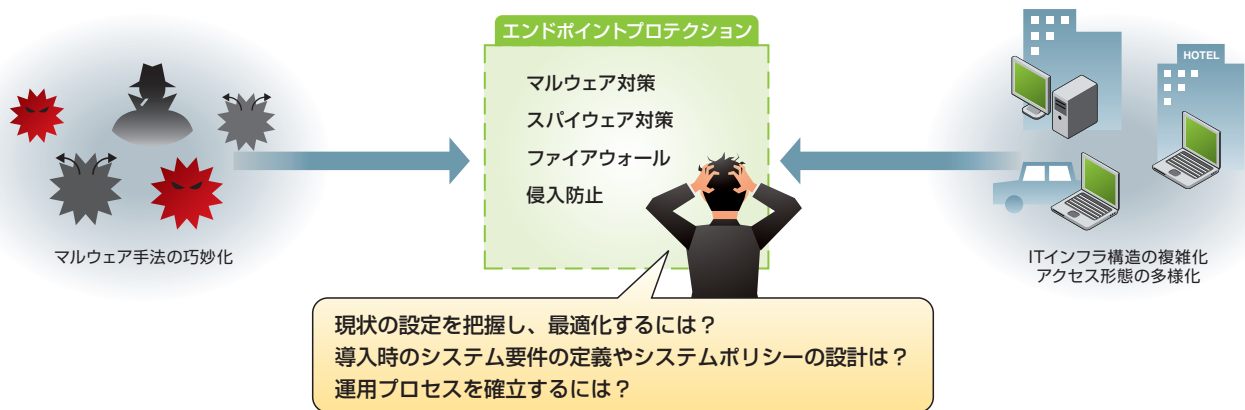 エンドポイントプロテクション
マルウェア対策
スパイウェア対策
ファイアウォール
侵入防止
マルウェア手法の巧妙化
HOTEL
ITインフラ構造の複雑化
アクセス形態の多様化
現状の設定を把握し、最適化するには？
導入時のシステム要件の定義やシステムポリシーの設計は？
運用プロセスを確立するには？